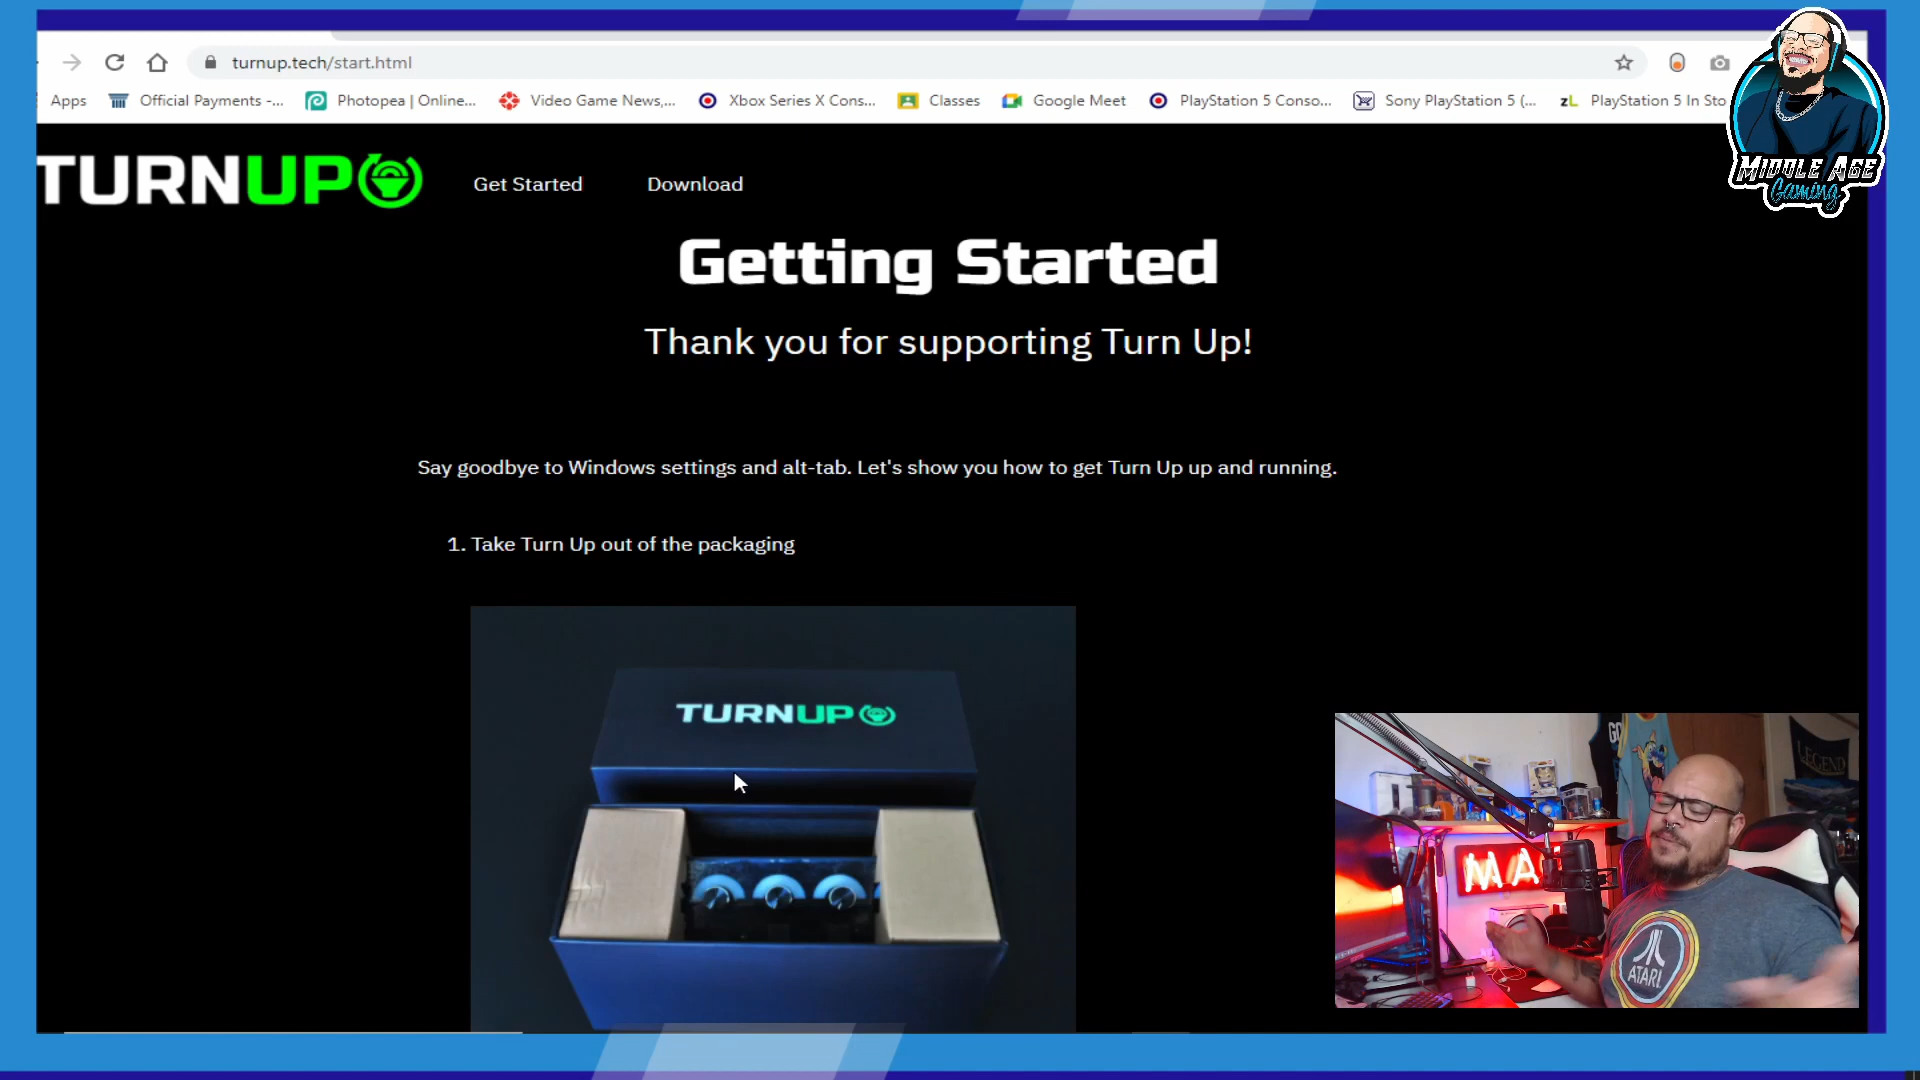 turnup.tech/start.html
Apps
Official Payments -...
Photopea | Online...
Video Game News,...
Xbox Series X Cons...
Classes
Google Meet
PlayStation 5 Conso...
Sony PlayStation 5 (...
zL PlayStation 5 In Sto
MIDDLE AGE
Gaming
TURNUP
Get Started
Download
Getting Started
Thank you for supporting Turn Up!
Say goodbye to Windows settings and alt-tab. Let's show you how to get Turn Up up and running.
1. Take Turn Up out of the packaging
TURNUP
GO
LEGEND
MA
ATARI